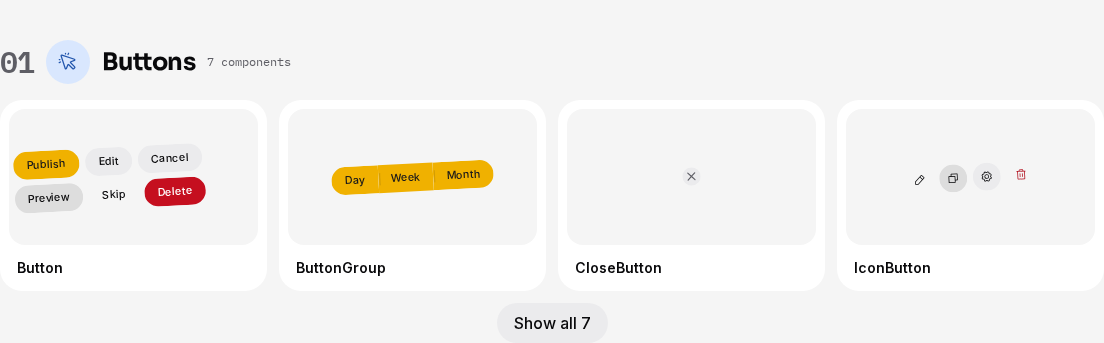 01 Buttons 7 components
Publish Edit Cancel
Preview Skip Delete
Day Week Month
Button
ButtonGroup
CloseButton
IconButton
Show all 7